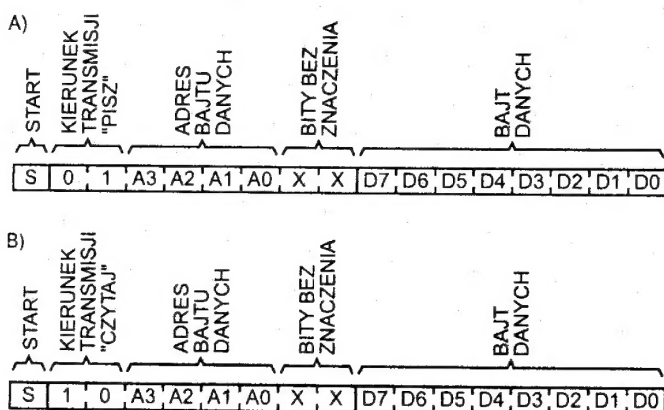 A)
START
KIERUNEK
TRANSMISJI
"PISZ"
ADRES
BAJTU
DANYCH
BITY BEZ
ZNACZENIA
BAJT
DANYCH
S 0 1 A3 A2 A1 A0 X X D7 D6 D5 D4 D3 D2 D1 D0
B)
START
KIERUNEK
TRANSMISJI
"CZYTAJ"
ADRES
BAJTU
DANYCH
BITY BEZ
ZNACZENIA
BAJT
DANYCH
S 1 0 A3 A2 A1 A0 X X D7 D6 D5 D4 D3 D2 D1 D0